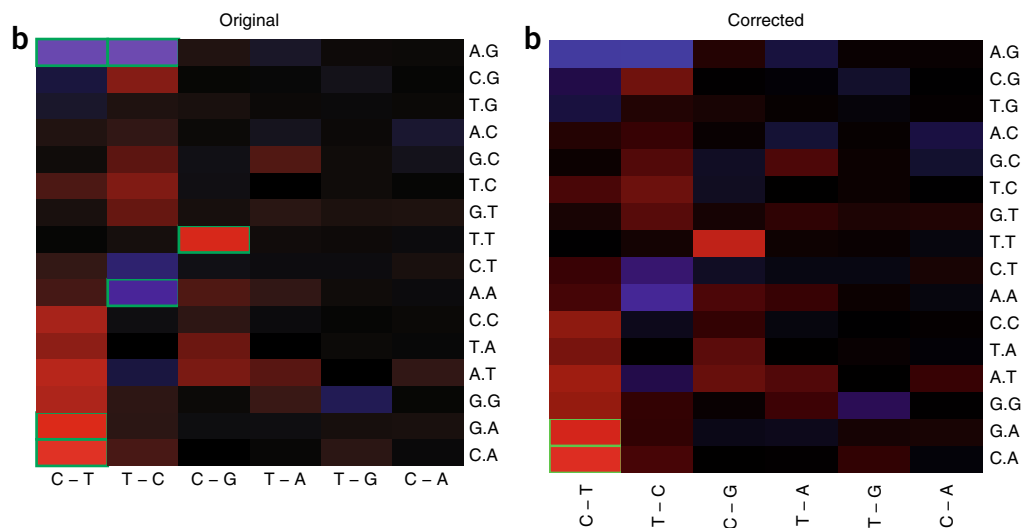 b
Original
A.G
C.G
T.G
A.C
G.C
T.C
G.T
T.T
C.T
A.A
C.C
T.A
A.T
G.G
G.A
C.A
C – T T – C C – G T – A T – G C – A
b
Corrected
A.G
C.G
T.G
A.C
G.C
T.C
G.T
T.T
C.T
A.A
C.C
T.A
A.T
G.G
G.A
C.A
C – T
T – C
C – G
T – A
T – G
C – A